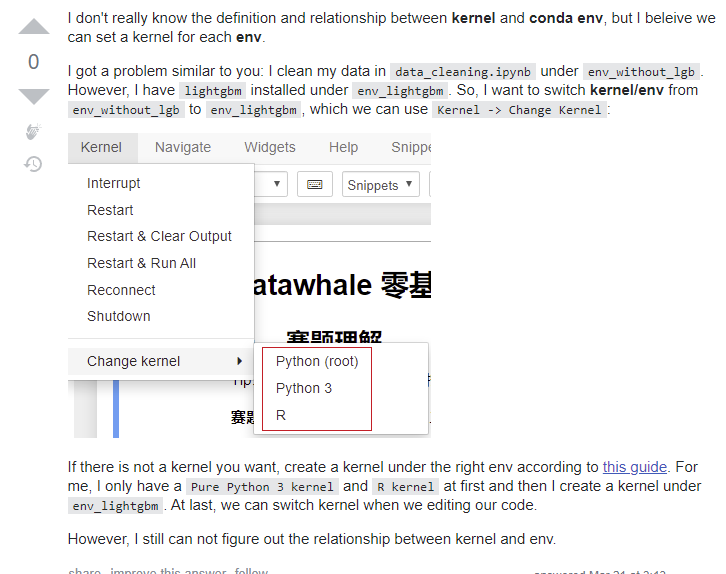 I don't really know the definition and relationship between kernel and conda env, but I beleive we
can set a kernel for each env.
0
I got a problem similar to you: I clean my data in data_cleaning.ipynb under env_without_lgb.
However, I have lightgbm installed under env_lightgbm. So, I want to switch kernel/env from
env_without_lgb to env_lightgbm, which we can use Kernel -> Change Kernel:
Kernel Navigate Widgets Help Snippe
Interrupt
Snippets
Restart
Restart & Clear Output
Restart & Run All
atawhale 零基
Reconnect
Shutdown
赛题理解
Change kernel
Python (root)
Python 3
R
赛题
If there is not a kernel you want, create a kernel under the right env according to this guide. For
me, I only have a Pure Python 3 kernel and R kernel at first and then I create a kernel under
env_lightgbm. At last, we can switch kernel when we editing our code.
However, I still can not figure out the relationship between kernel and env.
share improve this answer follow